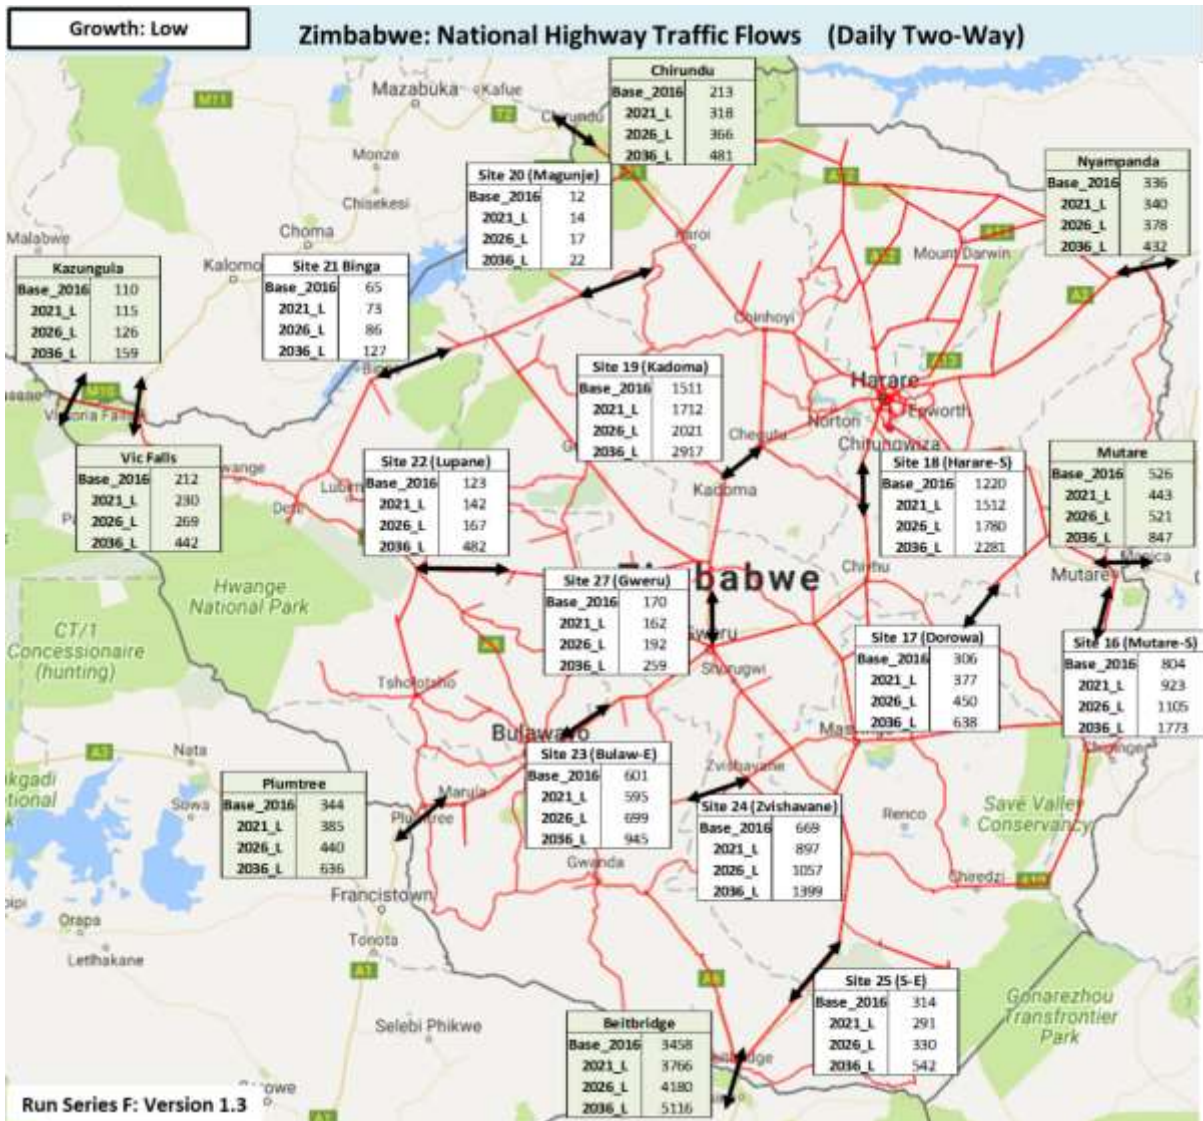 Growth: Low
Zimbabwe: National Highway Traffic Flows (Daily Two-Way)
Chirundu
Base_2016 213
2021_L 318
2026_L 366
2036_L 481
M11
Mazabuka
Kafue
T2
Chirundu
Monze
Chisekesi
Choma
Kalomo
Malabwe
Site 20 (Magunje)
Base_2016 12
2021_L 14
2026_L 17
2036_L 22
Nyampanda
Base_2016 336
2021_L 340
2026_L 378
2036_L 432
Mount Darwin
Kazungula
Base_2016 110
2021_L 115
2026_L 126
2036_L 159
Site 21 Binga
Base_2016 65
2021_L 73
2026_L 86
2036_L 127
Site 19 (Kadoma)
Base_2016 1511
2021_L 1712
2026_L 2021
2036_L 2917
Harare
Norton
Epworth
Chitungwiza
Chegutu
Kadoma
Vic Falls
Base_2016 212
2021_L 230
2026_L 269
2036_L 442
Site 22 (Lupane)
Base_2016 123
2021_L 142
2026_L 167
2036_L 482
Site 18 (Harare-S)
Base_2016 1220
2021_L 1512
2026_L 1780
2036_L 2281
Mutare
Base_2016 526
2021_L 443
2026_L 521
2036_L 847
Manica
Mutare
Hwange
National Park
CT/1
Concessionaire
(hunting)
Site 27 (Gweru)
Base_2016 170
2021_L 162
2026_L 192
2036_L 259
Shurugwi
Tsholotsho
Site 17 (Dorowa)
Base_2016 306
2021_L 377
2026_L 450
2036_L 638
Site 16 (Mutare-S)
Base_2016 804
2021_L 923
2026_L 1105
2036_L 1773
Bulawayo
Site 23 (Bulaw-E)
Base_2016 601
2021_L 595
2026_L 699
2036_L 945
Zvishavane
A3
Nata
Sowa
Plumtree
Base_2016 344
2021_L 385
2026_L 440
2036_L 636
Plumtree
Site 24 (Zvishavane)
Base_2016 669
2021_L 897
2026_L 1057
2036_L 1399
Renco
Save Valley
Conservancy
Chiredzi
Gwanda
Francistown
Orapa
Letlhakane
Tonota
A1
A6
Selebi Phikwe
Site 25 (S-E)
Base_2016 314
2021_L 291
2026_L 330
2036_L 542
Gonarezhou
Transfrontier
Park
Beitbridge
Base_2016 3458
2021_L 3766
2026_L 4180
2036_L 5116
Run Series F: Version 1.3